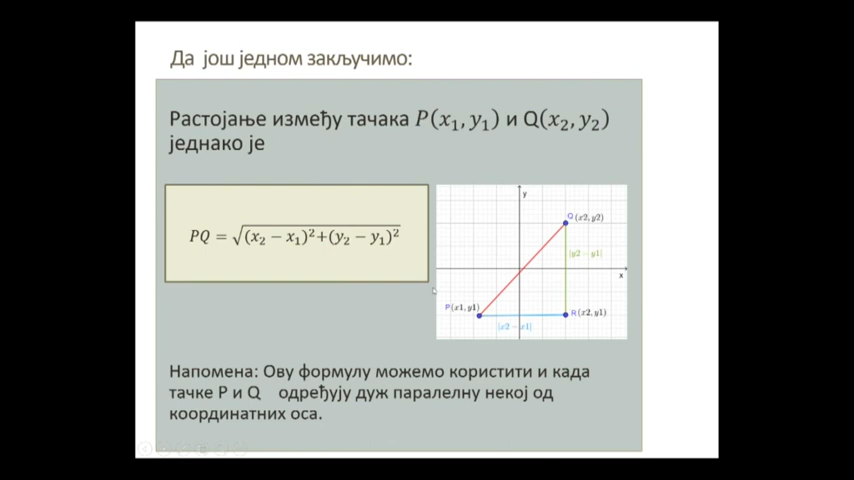 Да још једном закључимо:
Растојање између тачака P(x₁, y₁) и Q(x₂, y₂)
једнако је
PQ = √(x₂ − x₁)²+(y₂ − y₁)²
y
Q (x2, y2)
|y2 − y1|
x
P(x1, y1)
R (x2, y1)
|x2 − x1|
Напомена: Ову формулу можемо користити и када
тачке P и Q одређују дуж паралелну некој од
координатних оса.